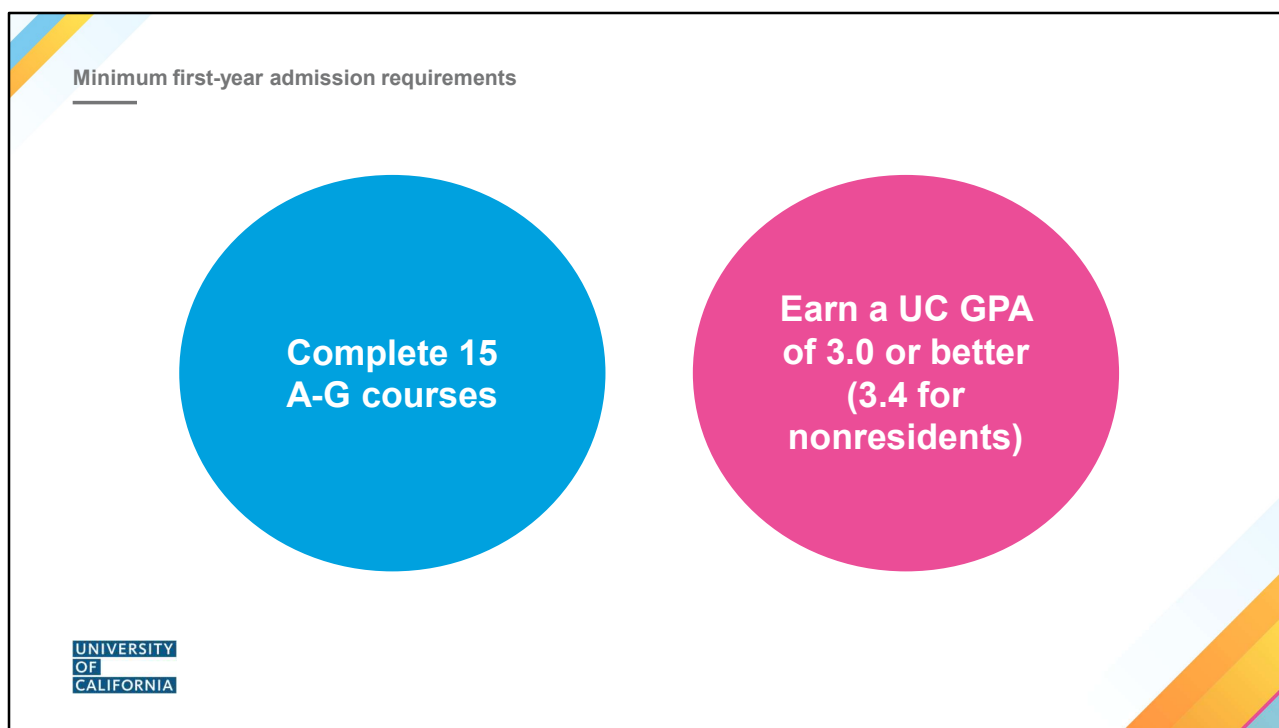 Minimum first-year admission requirements
Complete 15
A-G courses
Earn a UC GPA
of 3.0 or better
(3.4 for
nonresidents)
UNIVERSITY
OF
CALIFORNIA